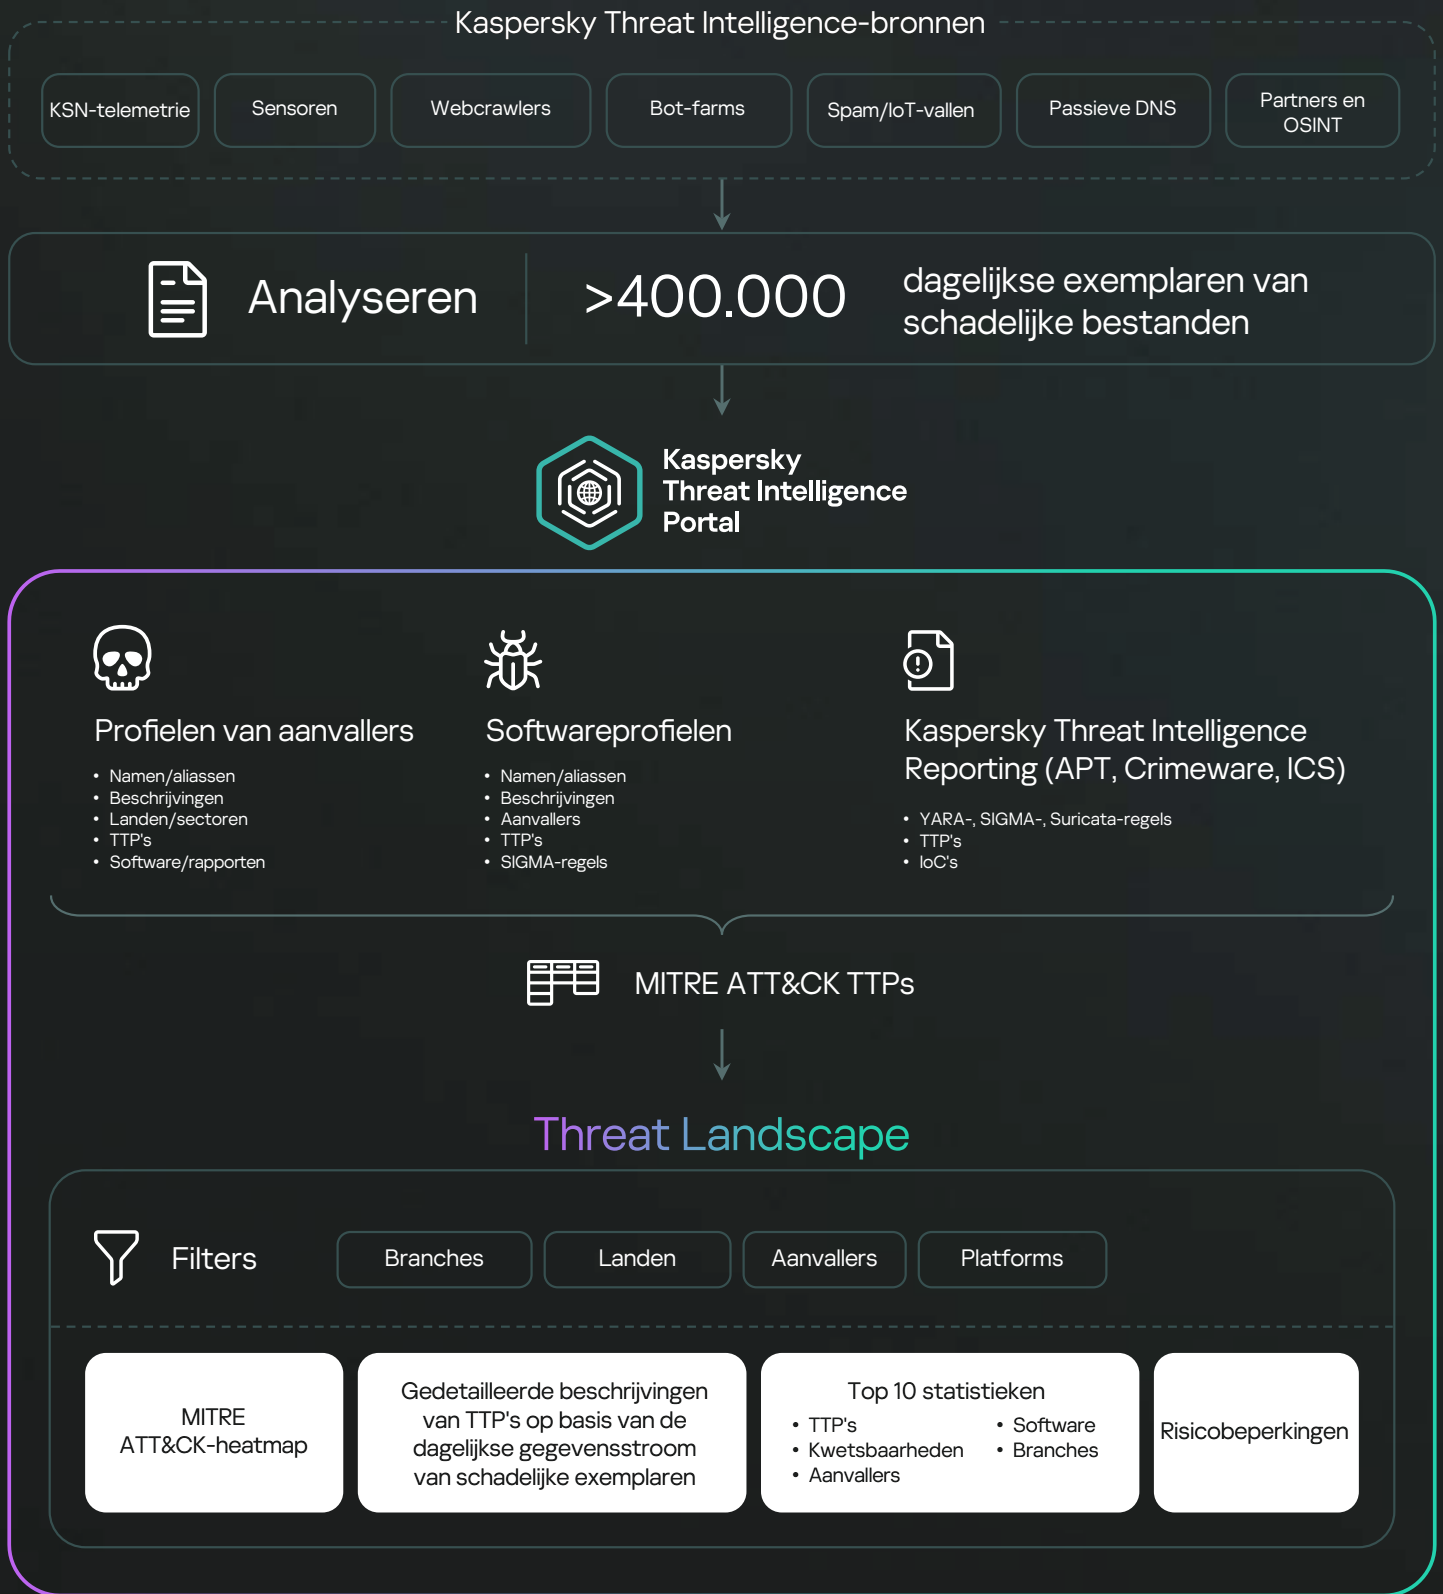 Kaspersky Threat Intelligence-bronnen
KSN-telemetrie
Sensoren
Webcrawlers
Bot-farms
Spam/IoT-vallen
Passieve DNS
Partners en
OSINT
Analyseren
>400.000
dagelijkse exemplaren van
schadelijke bestanden
Kaspersky
Threat Intelligence
Portal
Profielen van aanvallers
• Namen/aliassen
• Beschrijvingen
• Landen/sectoren
• TTP's
• Software/rapporten
Softwareprofielen
• Namen/aliassen
• Beschrijvingen
• Aanvallers
• TTP's
• SIGMA-regels
Kaspersky Threat Intelligence
Reporting (APT, Crimeware, ICS)
• YARA-, SIGMA-, Suricata-regels
• TTP's
• IoC's
MITRE ATT&CK TTPs
Threat Landscape
Filters
Branches
Landen
Aanvallers
Platforms
MITRE
ATT&CK-heatmap
Gedetailleerde beschrijvingen
van TTP's op basis van de
dagelijkse gegevensstroom
van schadelijke exemplaren
Top 10 statistieken
• TTP's
• Kwetsbaarheden
• Aanvallers
• Software
• Branches
Risicobeperkingen